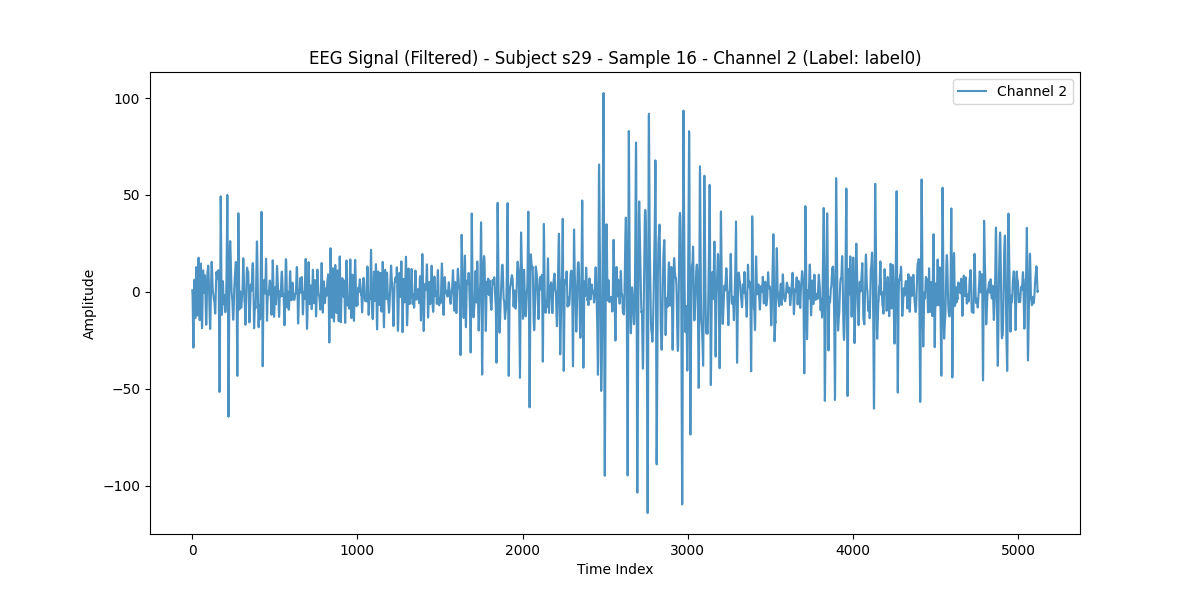 EEG Signal (Filtered) - Subject s29 - Sample 16 - Channel 2 (Label: label0)
Channel 2
100
50
0
−50
−100
Amplitude
0 1000 2000 3000 4000 5000
Time Index